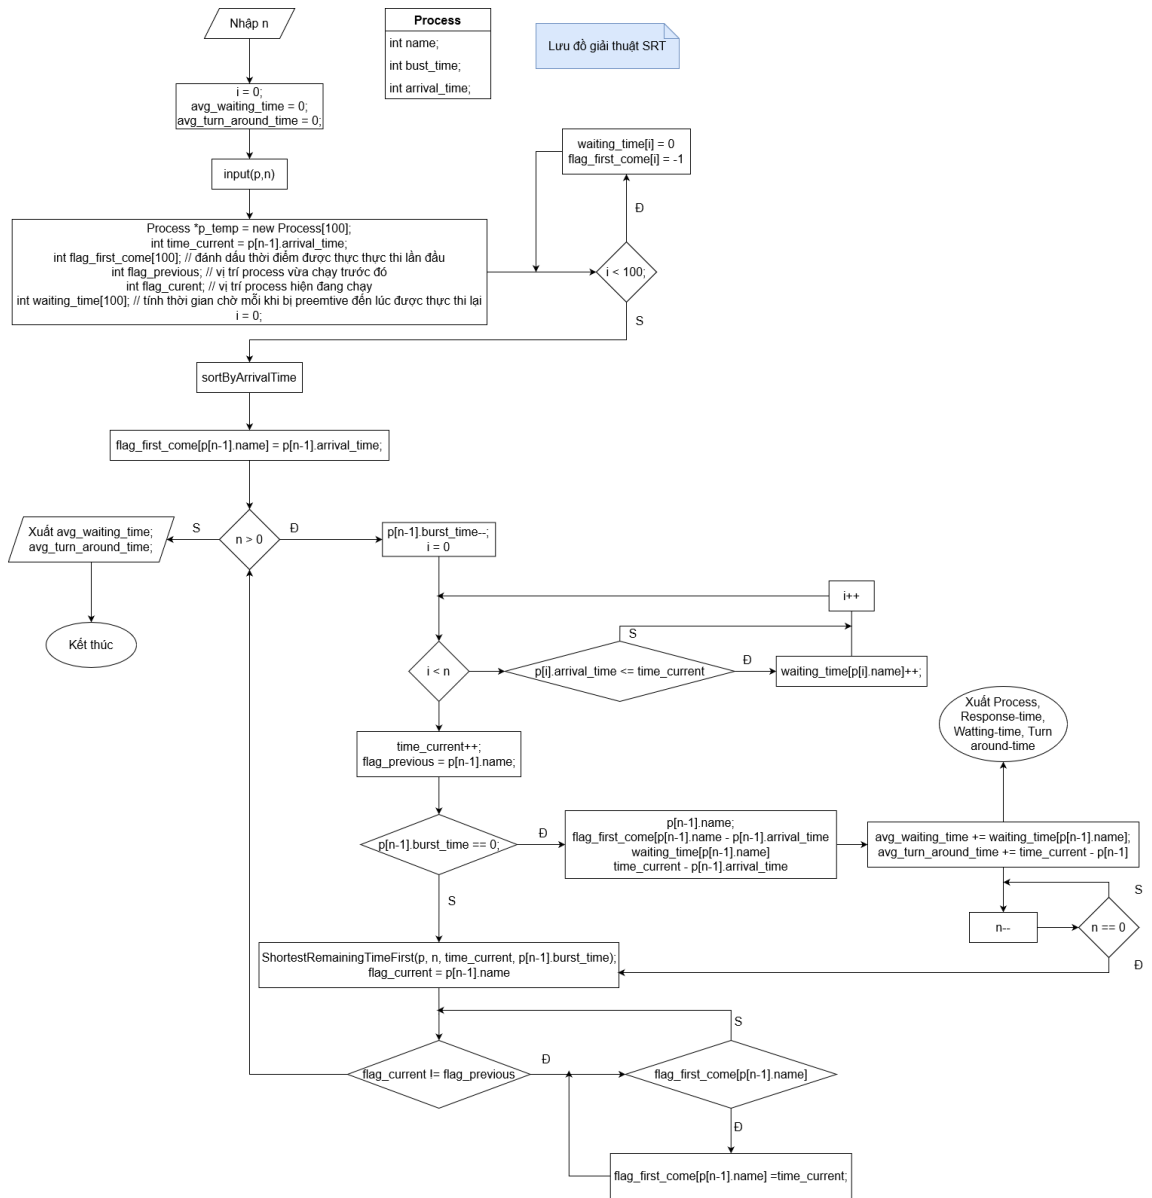 Nhập n
Process
int name;
int bust_time;
int arrival_time;
Lưu đồ giải thuật SRT
i = 0;
avg_waiting_time = 0;
avg_turn_around_time = 0;
input(p,n)
waiting_time[i] = 0
flag_first_come[i] = -1
Đ
Process *p_temp = new Process[100];
int time_current = p[n-1].arrival_time;
int flag_first_come[100]; // đánh dấu thời điểm được thực thực thi lần đầu
int flag_previous; // vị trí process vừa chạy trước đó
int flag_curent; // vị trí process hiện đang chạy
int waiting_time[100]; // tính thời gian chờ mỗi khi bị preemtive đến lúc được thực thi lại
i = 0;
i < 100;
S
sortByArrivalTime
flag_first_come[p[n-1].name] = p[n-1].arrival_time;
Xuất avg_waiting_time;
avg_turn_around_time;
S
n > 0
Đ
p[n-1].burst_time--;
i = 0
Kết thúc
i++
S
i < n
p[i].arrival_time <= time_current
Đ
waiting_time[p[i].name]++;
Xuất Process,
Response-time,
Watting-time, Turn
around-time
time_current++;
flag_previous = p[n-1].name;
p[n-1].burst_time == 0;
Đ
p[n-1].name;
flag_first_come[p[n-1].name - p[n-1].arrival_time
waiting_time[p[n-1].name]
time_current - p[n-1].arrival_time
avg_waiting_time += waiting_time[p[n-1].name];
avg_turn_around_time += time_current - p[n-1]
S
S
n--
n == 0
Đ
ShortestRemainingTimeFirst(p, n, time_current, p[n-1].burst_time);
flag_current = p[n-1].name
S
flag_current != flag_previous
Đ
flag_first_come[p[n-1].name]
Đ
flag_first_come[p[n-1].name] =time_current;